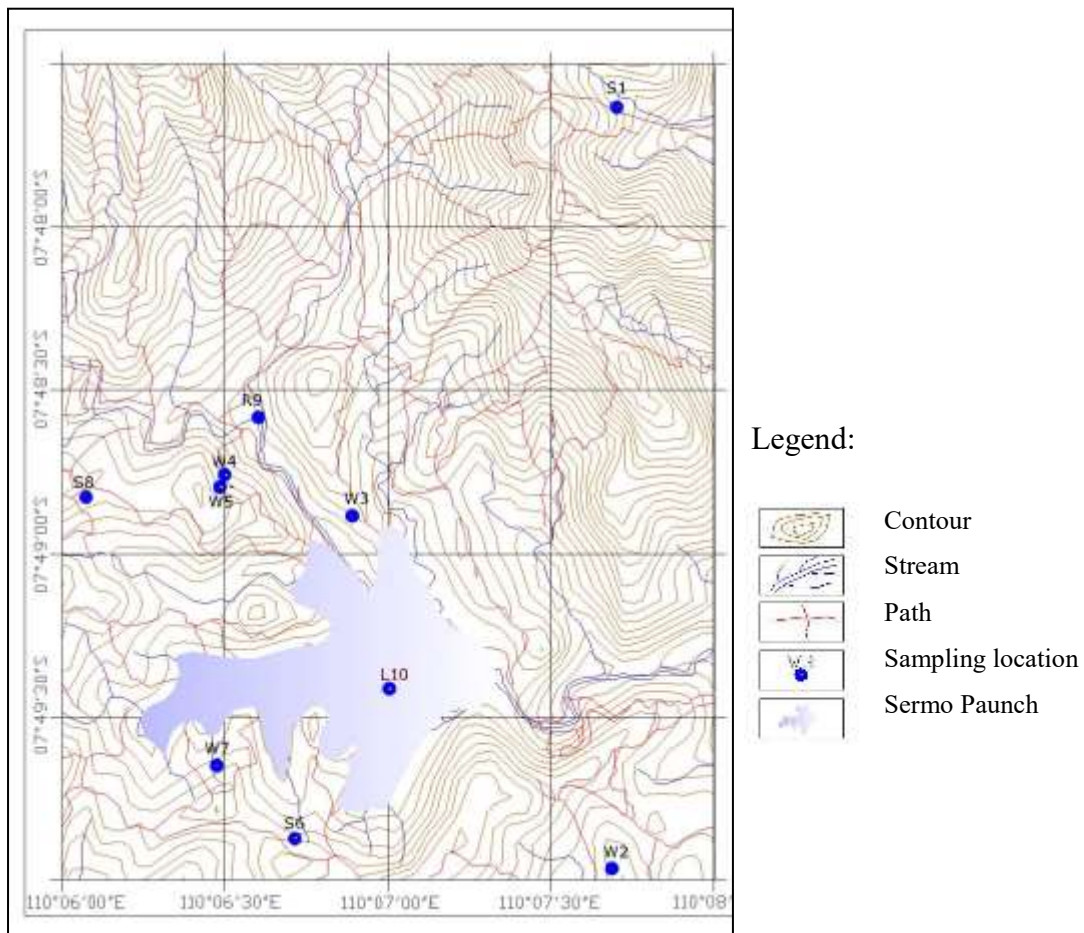 S1
07°48'00"S
07°48'30"S
R9
W4
S8
W5
W3
07°49'00"S
L10
07°49'30"S
W7
S6
W2
110°06'00"E
110°06'30"E
110°07'00"E
110°07'30"E
110°08'
Legend:
Contour
Stream
Path
Sampling location
Sermo Paunch